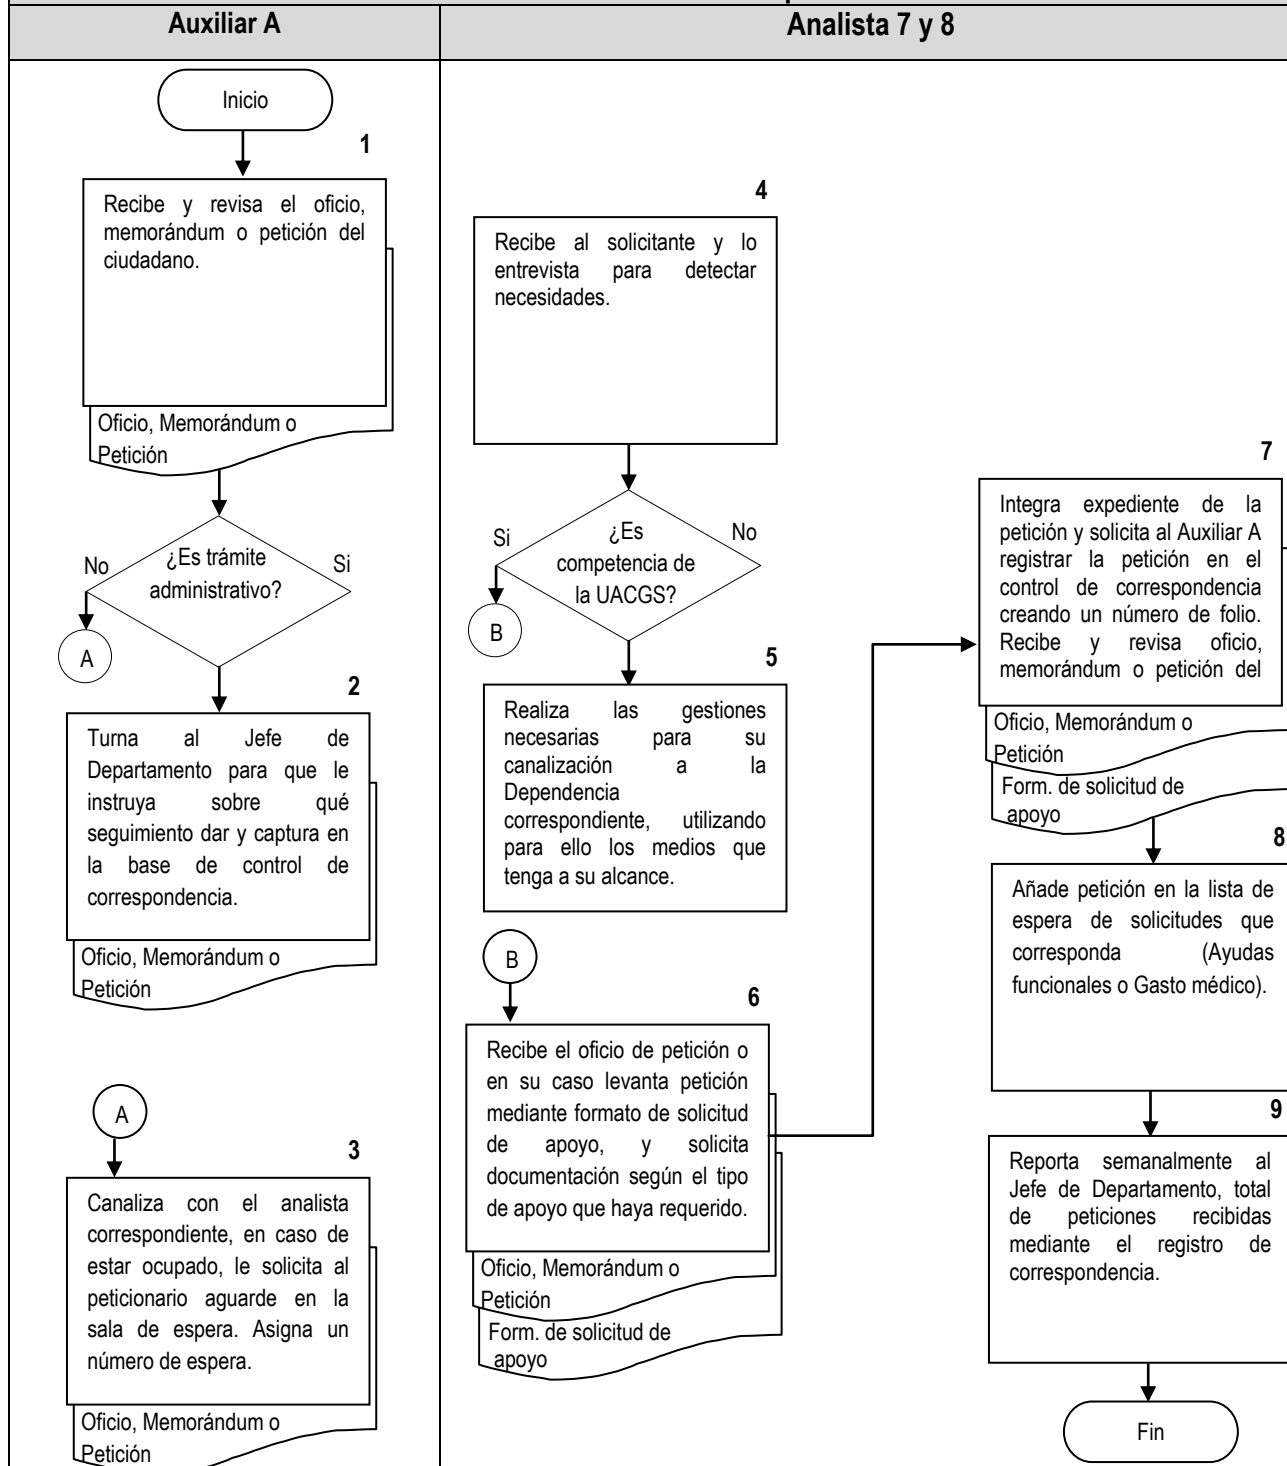 Auxiliar A
Analista 7 y 8
Inicio
1
Recibe y revisa el oficio,
memorándum o petición del
ciudadano.
Oficio, Memorándum o
Petición
¿Es trámite
administrativo?
No
Si
A
2
Turna al Jefe de
Departamento para que le
instruya sobre qué
seguimiento dar y captura en
la base de control de
correspondencia.
Oficio, Memorándum o
Petición
A
3
Canaliza con el analista
correspondiente, en caso de
estar ocupado, le solicita al
peticionario aguarde en la
sala de espera. Asigna un
número de espera.
Oficio, Memorándum o
Petición
4
Recibe al solicitante y lo
entrevista para detectar
necesidades.
Si
¿Es
competencia de
la UACGS?
No
B
5
Realiza las gestiones
necesarias para su
canalización a la
Dependencia
correspondiente, utilizando
para ello los medios que
tenga a su alcance.
B
6
Recibe el oficio de petición o
en su caso levanta petición
mediante formato de solicitud
de apoyo, y solicita
documentación según el tipo
de apoyo que haya requerido.
Oficio, Memorándum o
Petición
Form. de solicitud de
apoyo
7
Integra expediente de la
petición y solicita al Auxiliar A
registrar la petición en el
control de correspondencia
creando un número de folio.
Recibe y revisa oficio,
memorándum o petición del
Oficio, Memorándum o
Petición
Form. de solicitud de
apoyo
8
Añade petición en la lista de
espera de solicitudes que
corresponda (Ayudas
funcionales o Gasto médico).
9
Reporta semanalmente al
Jefe de Departamento, total
de peticiones recibidas
mediante el registro de
correspondencia.
Fin